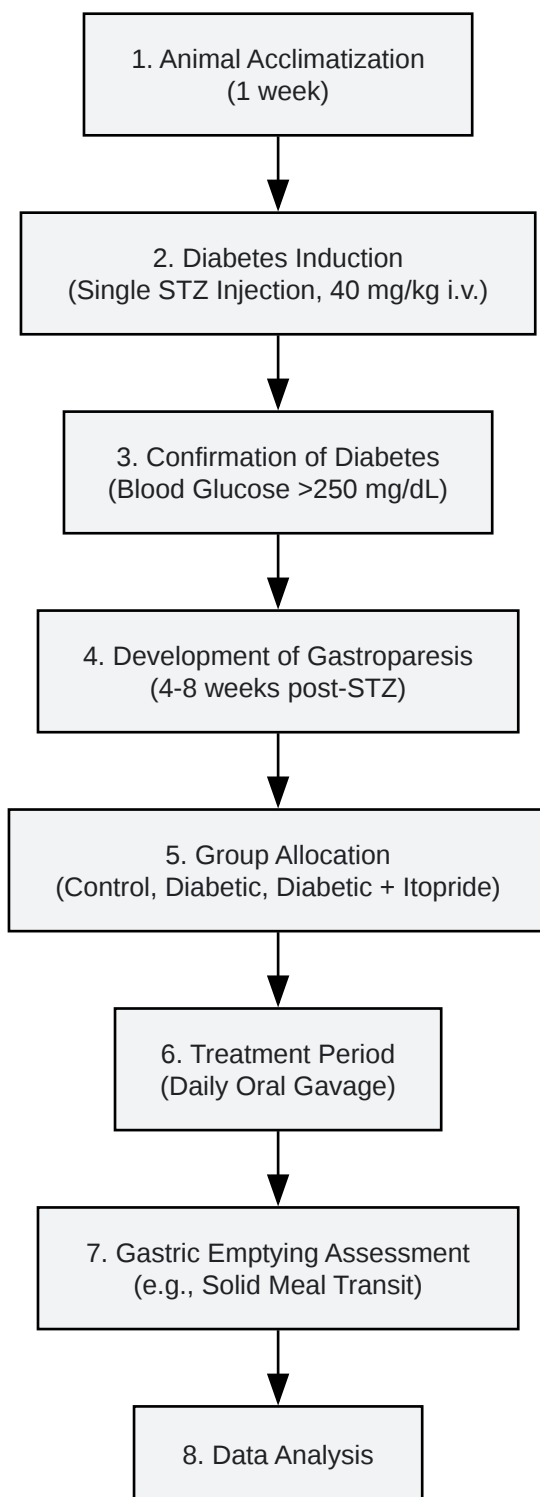 1. Animal Acclimatization
(1 week)
2. Diabetes Induction
(Single STZ Injection, 40 mg/kg i.v.)
3. Confirmation of Diabetes
(Blood Glucose >250 mg/dL)
4. Development of Gastroparesis
(4-8 weeks post-STZ)
5. Group Allocation
(Control, Diabetic, Diabetic + Itopride)
6. Treatment Period
(Daily Oral Gavage)
7. Gastric Emptying Assessment
(e.g., Solid Meal Transit)
8. Data Analysis